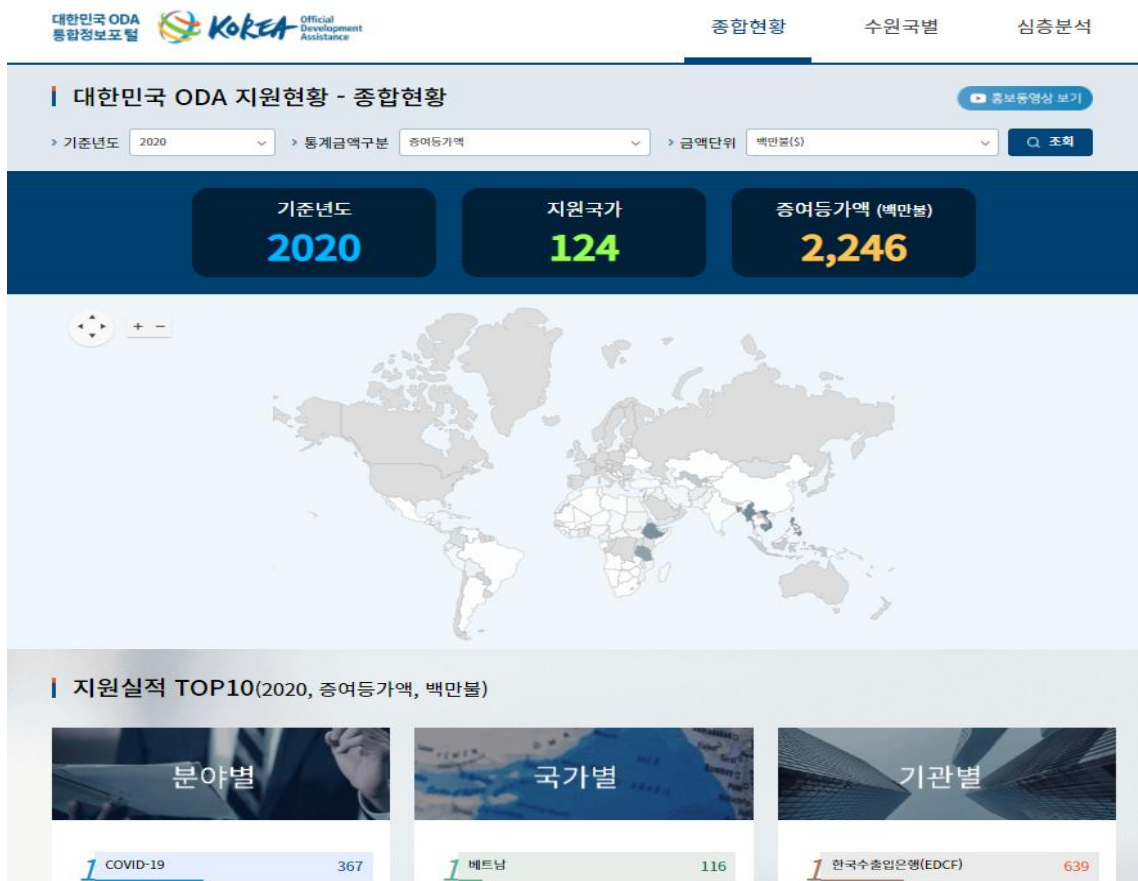 대한민국 ODA
통합정보포털
KOREA
Official
Development
Assistance
종합현황
수원국별
심층분석
대한민국 ODA 지원현황 - 종합현황
홍보동영상 보기
기준년도
2020
통계금액구분
증여등가액
금액단위
백만불($)
조회
기준년도
2020
지원국가
124
증여등가액 (백만불)
2,246
+ −
지원실적 TOP10(2020, 증여등가액, 백만불)
분야별
국가별
기관별
1 COVID-19 367
1 베트남 116
1 한국수출입은행(EDCF) 639